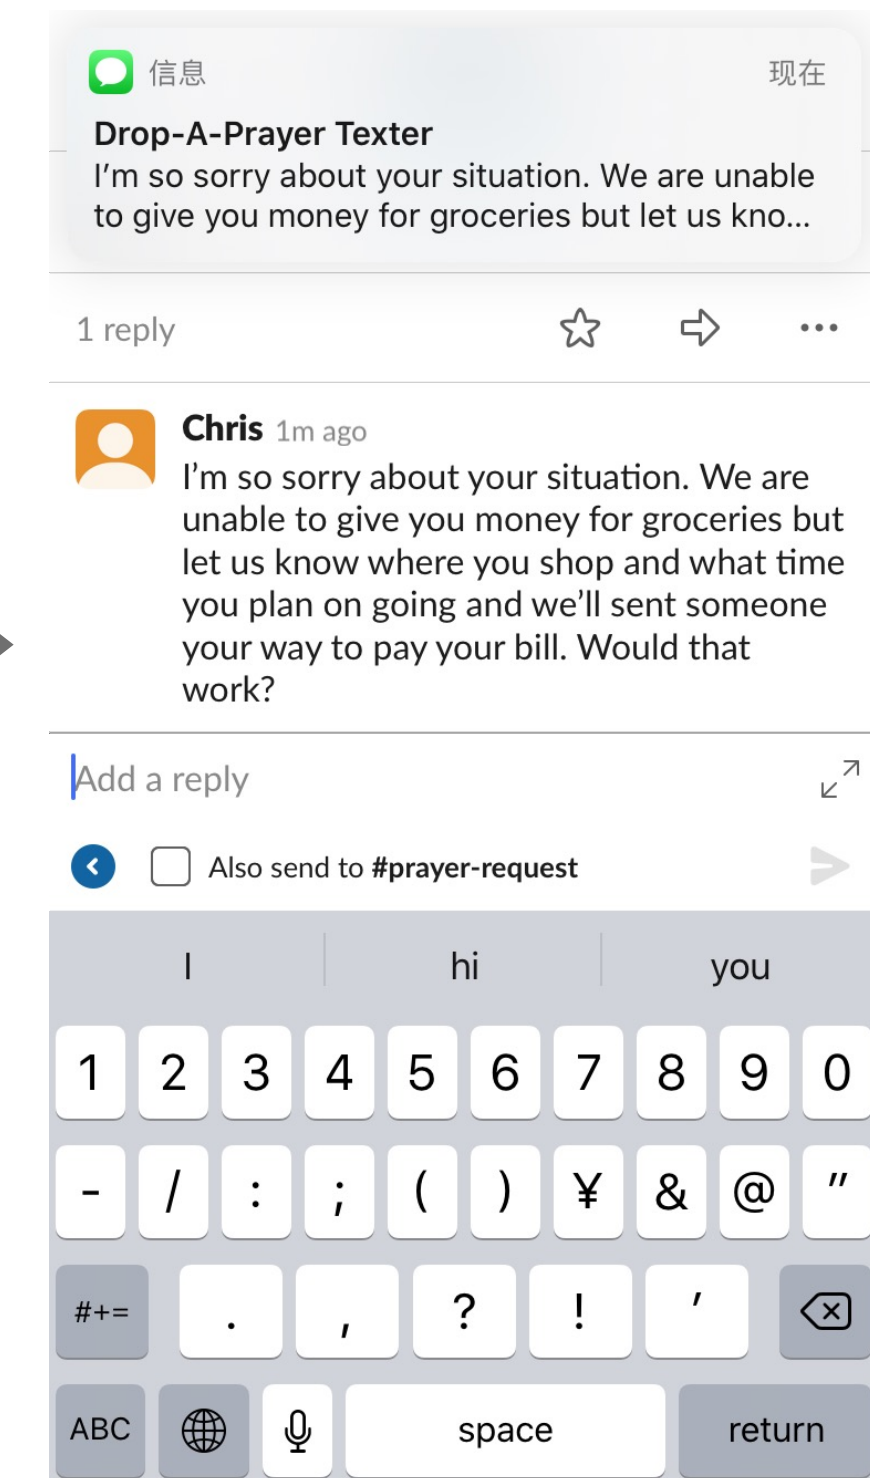 信息 现在
Drop-A-Prayer Texter
I'm so sorry about your situation. We are unable
to give you money for groceries but let us kno...
1 reply
Chris 1m ago
I'm so sorry about your situation. We are
unable to give you money for groceries but
let us know where you shop and what time
you plan on going and we'll sent someone
your way to pay your bill. Would that
work?
Add a reply
Also send to #prayer-request
I hi you
1 2 3 4 5 6 7 8 9 0
- / : ; ( ) ¥ & @ "
#+= . , ? ! '
ABC space return